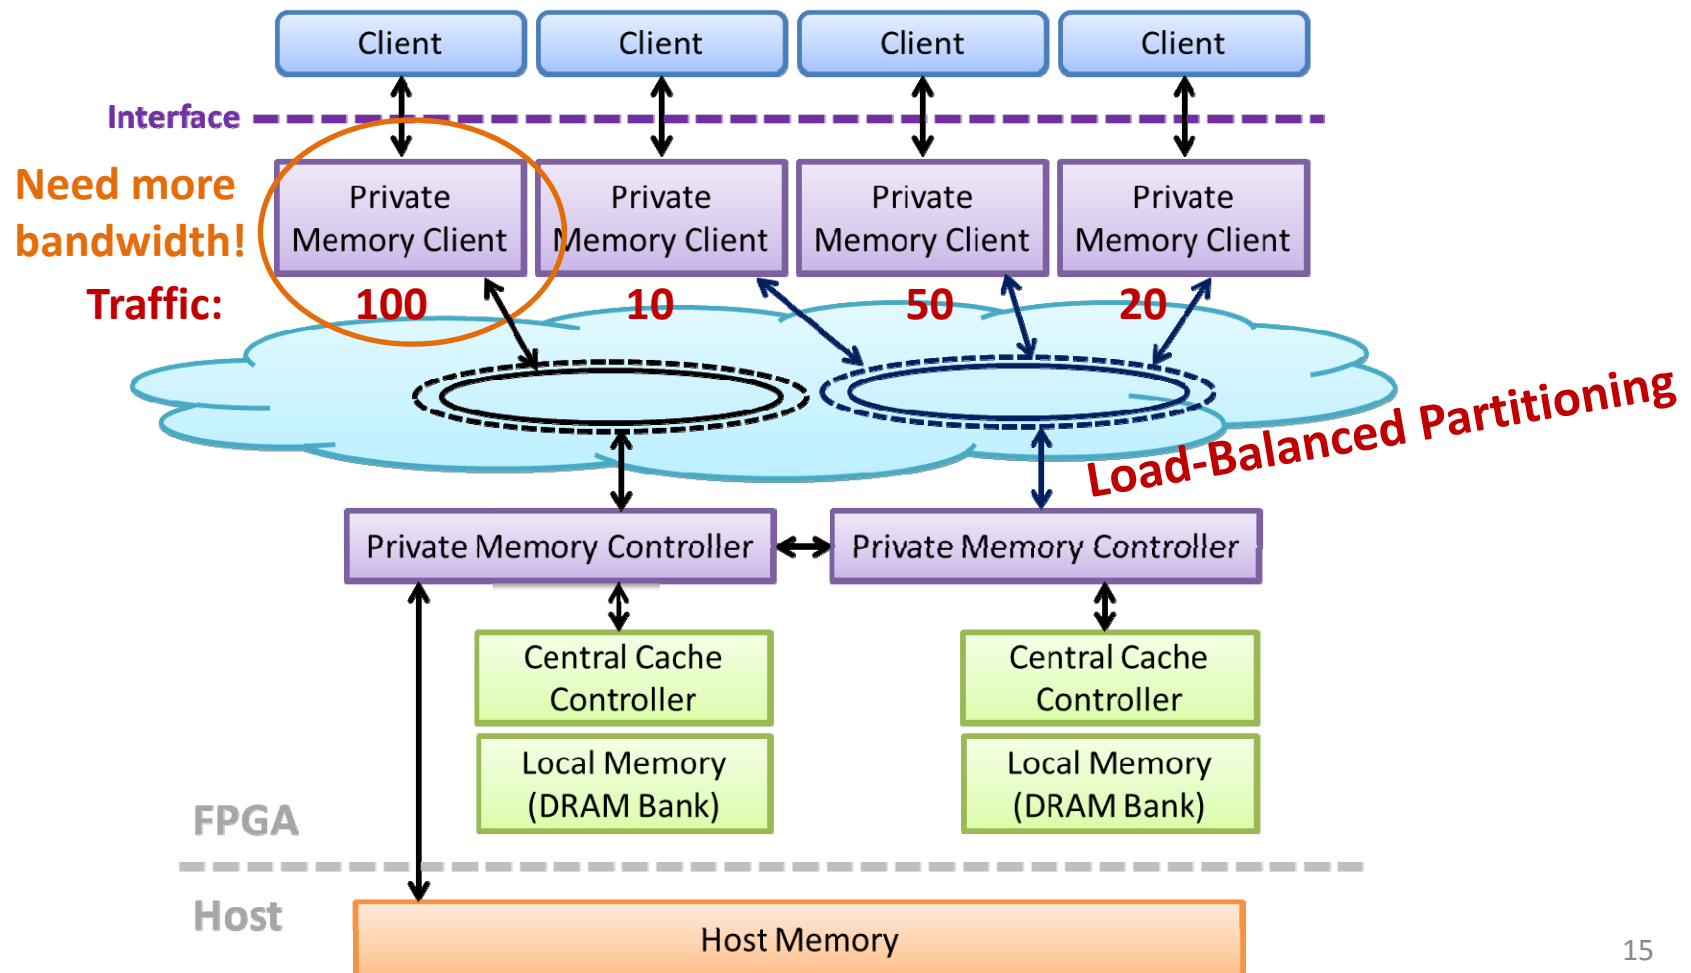 Client
Client
Client
Client
Interface
Need more
bandwidth!
Private
Memory Client
Private
Memory Client
Private
Memory Client
Private
Memory Client
Traffic:
100
10
50
20
Load-Balanced Partitioning
Private Memory Controller
Private Memory Controller
Central Cache
Controller
Central Cache
Controller
Local Memory
(DRAM Bank)
Local Memory
(DRAM Bank)
FPGA
Host
Host Memory
15